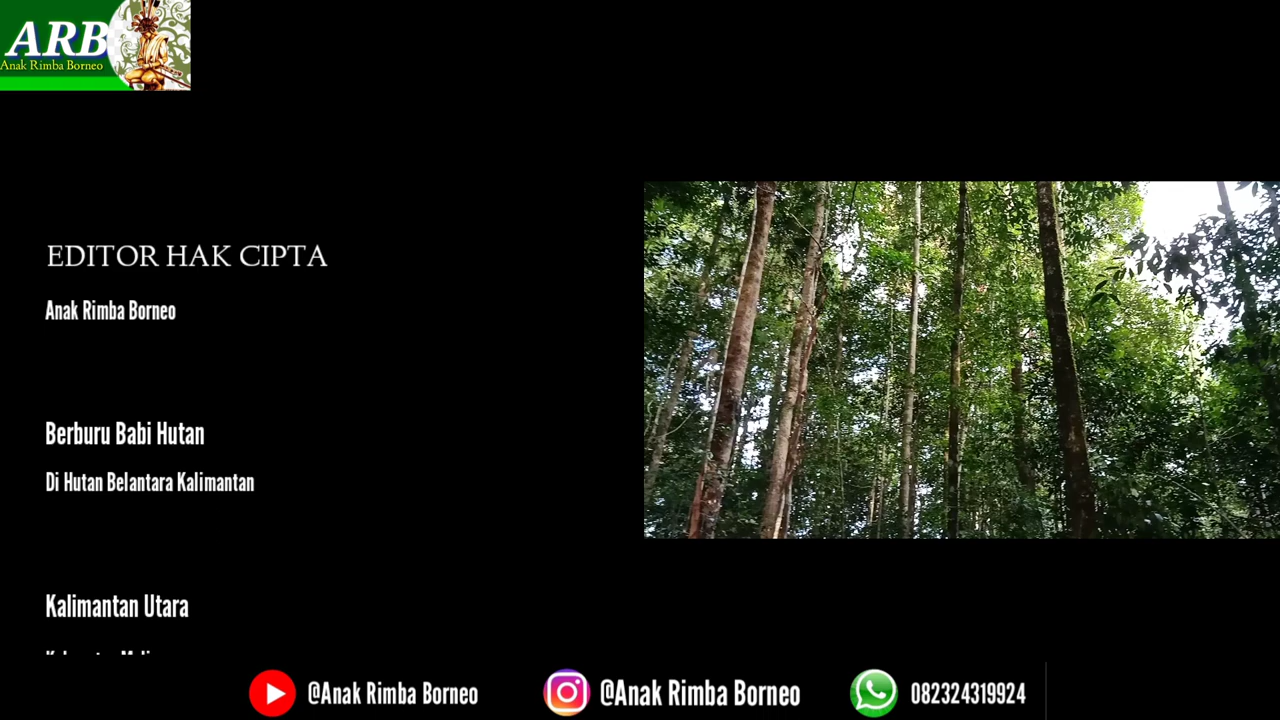 ARB
Anak Rimba Borneo
EDITOR HAK CIPTA
Anak Rimba Borneo
Berburu Babi Hutan
Di Hutan Belantara Kalimantan
Kalimantan Utara
@Anak Rimba Borneo
@Anak Rimba Borneo
082324319924